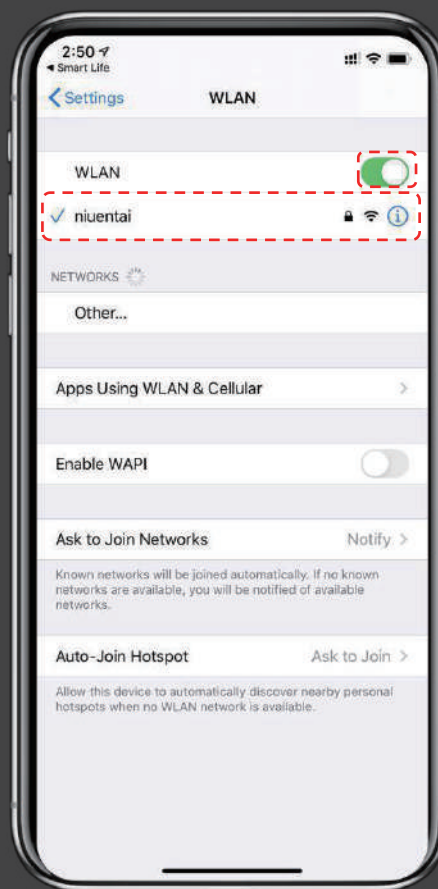 2:50
Smart Life
Settings
WLAN
WLAN
niuentai
NETWORKS
Other...
Apps Using WLAN & Cellular
Enable WAPI
Ask to Join Networks
Notify
Known networks will be joined automatically. If no known
networks are available, you will be notified of available
networks.
Auto-Join Hotspot
Ask to Join
Allow this device to automatically discover nearby personal
hotspots when no WLAN network is available.